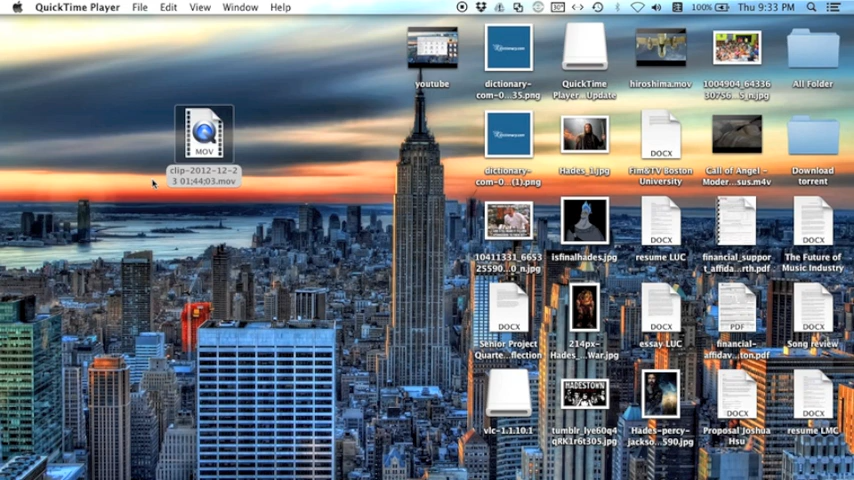 QuickTime Player File Edit View Window Help
100% Thu 9:33 PM
youtube
dictionary-
com-0...35.png
QuickTime
Player...Update
hiroshima.mov
1004904_64336
30756...5_n.jpg
All Folder
MOV
clip-2012-12-2
3 01;44;03.mov
dictionary-
com-0...(1).png
Hades_1.jpg
DOCX
Fim&TV Boston
University
Call of Angel -
Moder...sus.m4v
Download
torrent
10411331_6653
25590...0_n.jpg
isfinalhades.jpg
DOCX
resume LUC
financial_suppor
t_affida...rth.pdf
DOCX
The Future of
Music Industry
DOCX
Senior Project
Quarte...flection
214px-
Hades_...War.jpg
DOCX
essay LUC
PDF
financial-
affidav...ton.pdf
DOCX
Song review
vlc-1.1.10.1
HADESTOWN
tumblr_lye60q4
qRK1r6t3O5.jpg
Hades-percy-
jackso...590.jpg
DOCX
Proposal Joshua
Hsu
DOCX
resume LMC